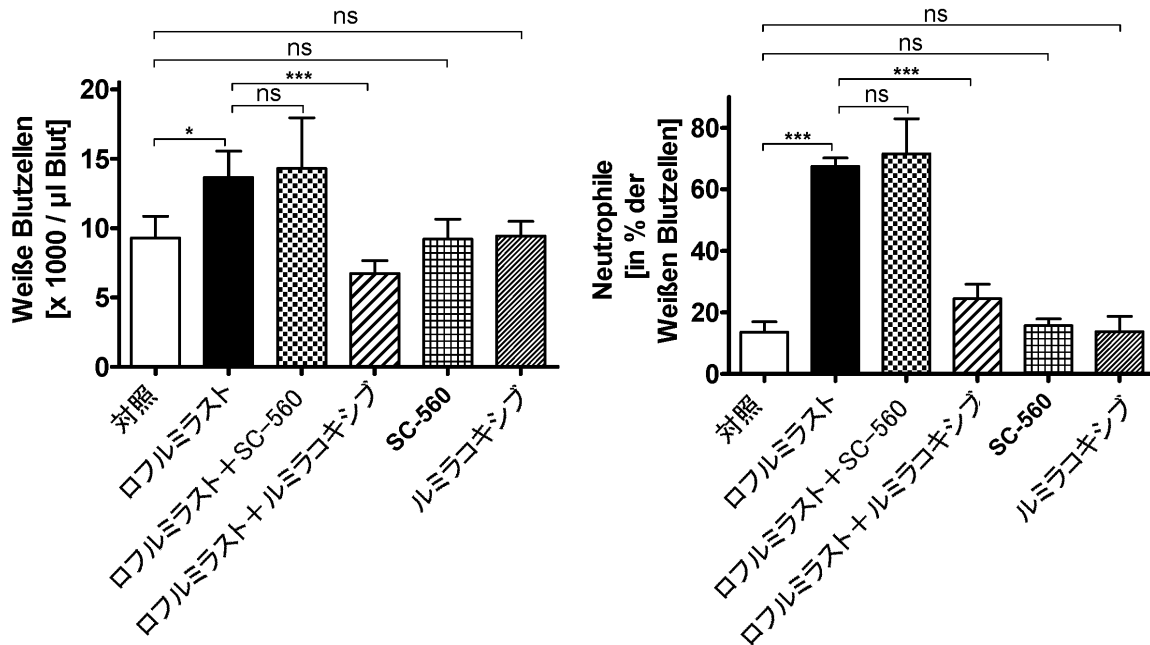 ns
ns
***
ns
*
20
15
10
5
0
Weiße Blutzellen
[x 1000 / µl Blut]
対照
ロフルミラスト
ロフルミラスト+SC-560
ロフルミラスト+ルミラコキシブ
SC-560
ルミラコキシブ
ns
ns
***
ns
***
80
60
40
20
0
Neutrophile
[in % der
Weißen Blutzellen]
対照
ロフルミラスト
ロフルミラスト+SC-560
ロフルミラスト+ルミラコキシブ
SC-560
ルミラコキシブ